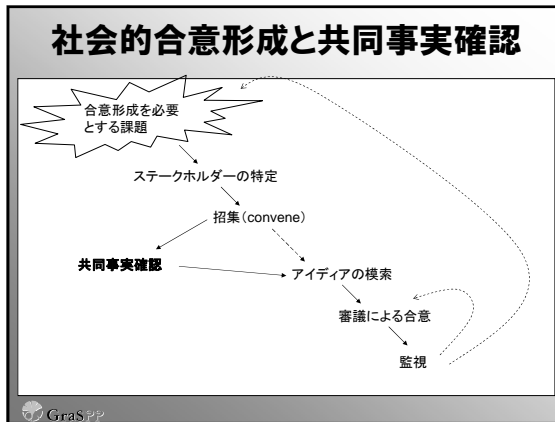 社会的合意形成と共同事実確認
合意形成を必要
とする課題
ステークホルダーの特定
招集(convene)
共同事実確認
アイディアの模索
審議による合意
監視
GraSPP